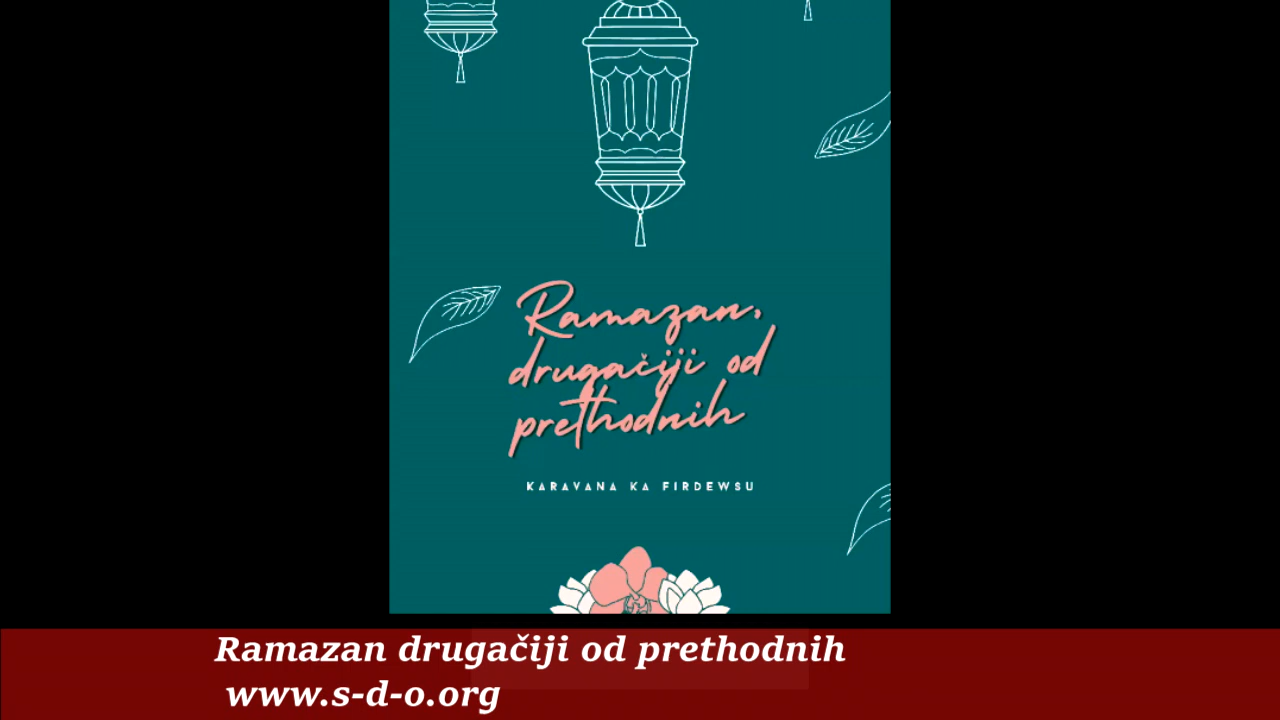 Ramazan,
drugačiji od
prethodnih
KARAVANA KA FIRDEWSU
Ramazan drugačiji od prethodnih
www.s-d-o.org